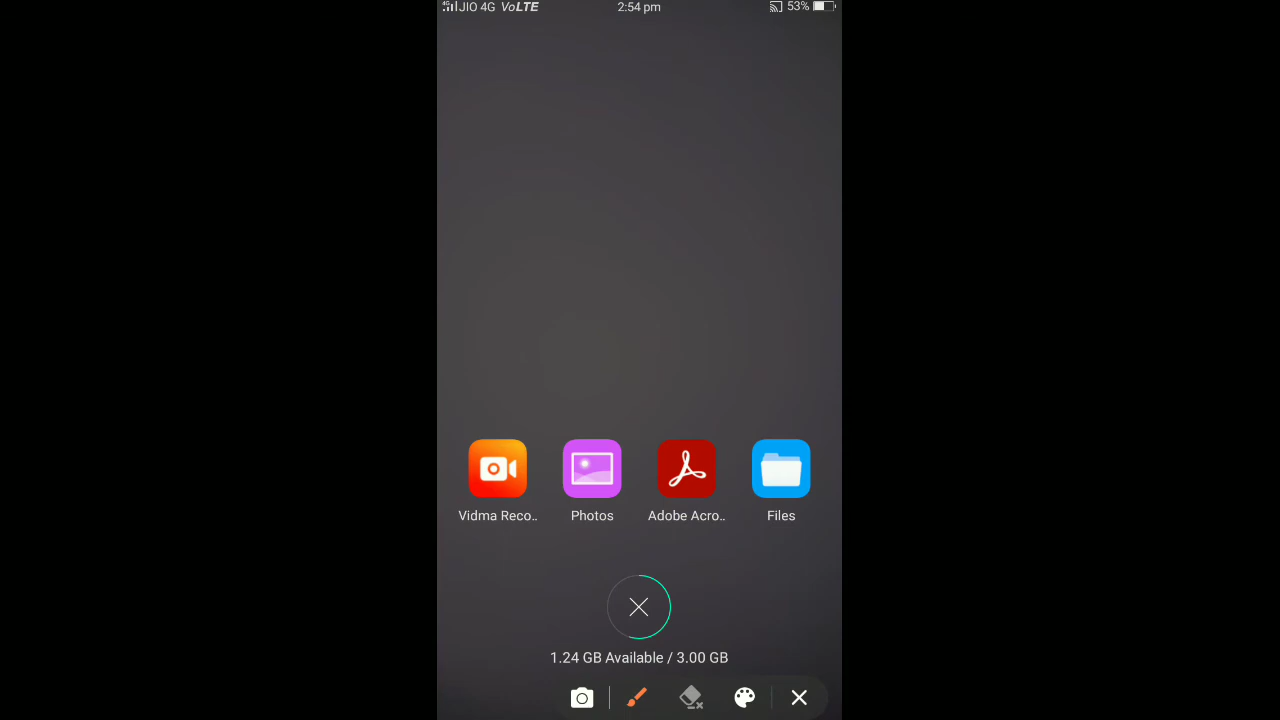 4G JIO 4G VoLTE 2:54 pm 53%
Vidma Reco.. Photos Adobe Acro.. Files
1.24 GB Available / 3.00 GB